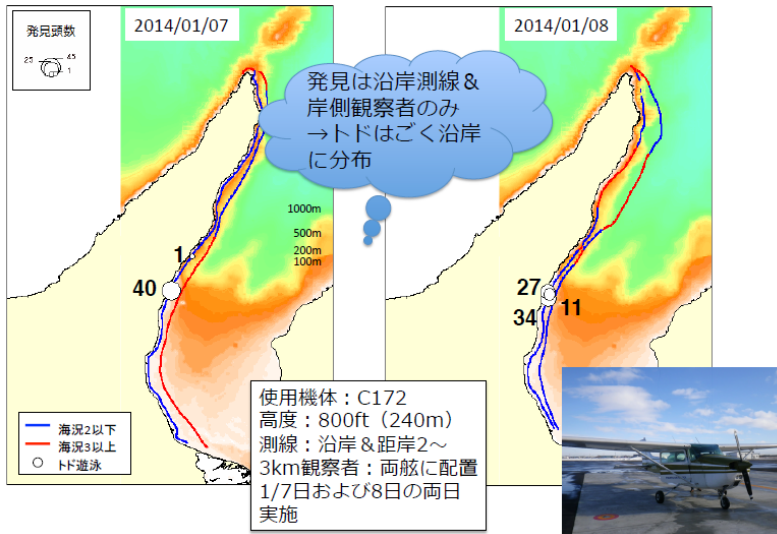 発見頭数
25
45
1
2014/01/07
2014/01/08
発見は沿岸測線&
岸側観察者のみ
→トドはごく沿岸
に分布
1000m
500m
200m
100m
1
40
27
11
34
海況2以下
海況3以上
トド遊泳
使用機体:C172
高度:800ft(240m)
測線:沿岸&距岸2~
3km観察者:両舷に配置
1/7日および8日の両日
実施